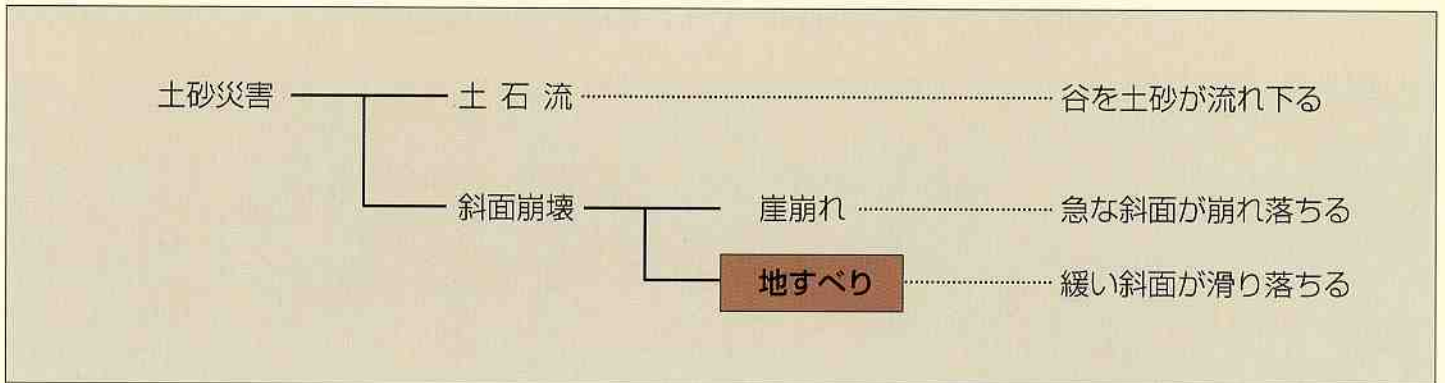 土砂災害 土石流 谷を土砂が流れ下る
斜面崩壊 崖崩れ 急な斜面が崩れ落ちる
地すべり 緩い斜面が滑り落ちる